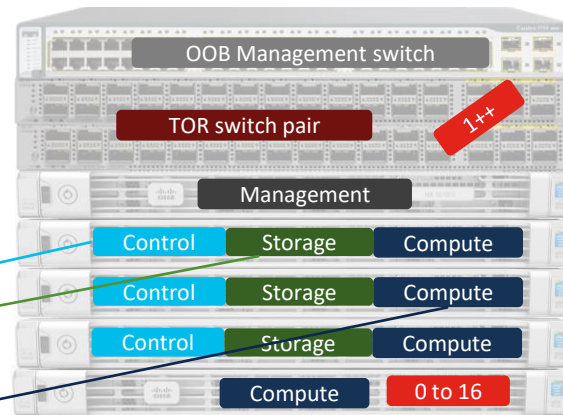 OOB Management switch
TOR switch pair
1++
Management
Control Storage Compute
Control Storage Compute
Control Storage Compute
Compute 0 to 16